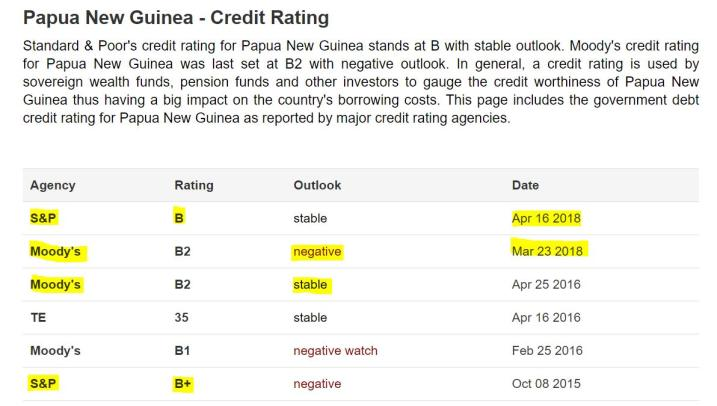 Papua New Guinea - Credit Rating
Standard & Poor's credit rating for Papua New Guinea stands at B with stable outlook. Moody's credit rating
for Papua New Guinea was last set at B2 with negative outlook. In general, a credit rating is used by
sovereign wealth funds, pension funds and other investors to gauge the credit worthiness of Papua New
Guinea thus having a big impact on the country's borrowing costs. This page includes the government debt
credit rating for Papua New Guinea as reported by major credit rating agencies.
Agency Rating Outlook Date
S&P B stable Apr 16 2018
Moody's B2 negative Mar 23 2018
Moody's B2 stable Apr 25 2016
TE 35 stable Apr 16 2016
Moody's B1 negative watch Feb 25 2016
S&P B+ negative Oct 08 2015